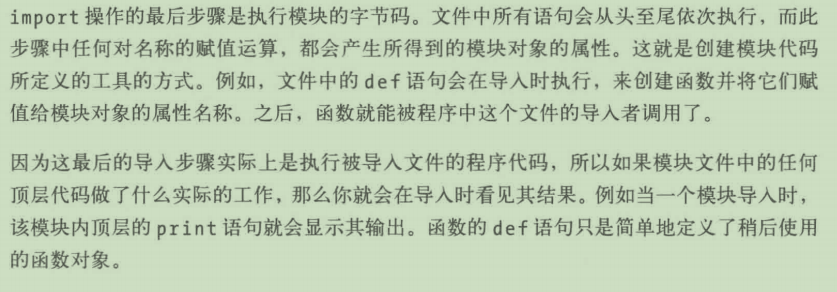 import 操作的最后步骤是执行模块的字节码。文件中所有语句会从头至尾依次执行，而此
步骤中任何对名称的赋值运算，都会产生所得到的模块对象的属性。这就是创建模块代码
所定义的工具的方式。例如，文件中的 def 语句会在导入时执行，来创建函数并将它们赋
值给模块对象的属性名称。之后，函数就能被程序中这个文件的导入者调用了。
因为这最后的导入步骤实际上是执行被导入文件的程序代码，所以如果模块文件中的任何
顶层代码做了什么实际的工作，那么你就会在导入时看见其结果。例如当一个模块导入时，
该模块内顶层的 print 语句就会显示其输出。函数的 def 语句只是简单地定义了稍后使用
的函数对象。